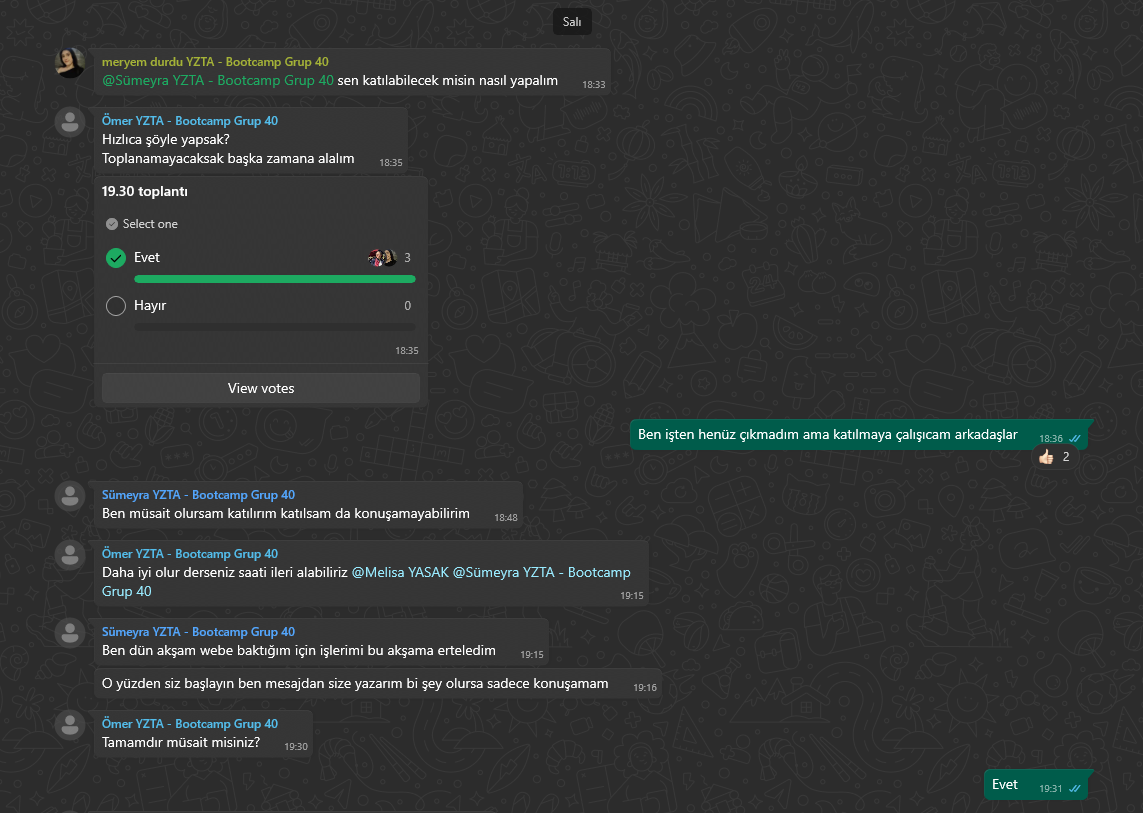 Salı
meryem durdu YZTA - Bootcamp Grup 40
@Sümeyra YZTA - Bootcamp Grup 40 sen katılabilecek misin nasıl yapalım
18:33
Ömer YZTA - Bootcamp Grup 40
Hızlıca şöyle yapsak?
Toplanamayacaksak başka zamana alalım
18:35
19.30 toplantı
Select one
Evet 3
Hayır 0
18:35
View votes
Ben işten henüz çıkmadım ama katılmaya çalışıcam arkadaşlar
18:36
👍🏻 2
Sümeyra YZTA - Bootcamp Grup 40
Ben müsait olursam katılırım katılsam da konuşamayabilirim
18:48
Ömer YZTA - Bootcamp Grup 40
Daha iyi olur derseniz saati ileri alabiliriz @Melisa YASAK @Sümeyra YZTA - Bootcamp
Grup 40
19:15
Sümeyra YZTA - Bootcamp Grup 40
Ben dün akşam webe baktığım için işlerimi bu akşama erteledim
19:15
O yüzden siz başlayın ben mesajdan size yazarım bi şey olursa sadece konuşamam
19:16
Ömer YZTA - Bootcamp Grup 40
Tamamdır müsait misiniz?
19:30
Evet
19:31